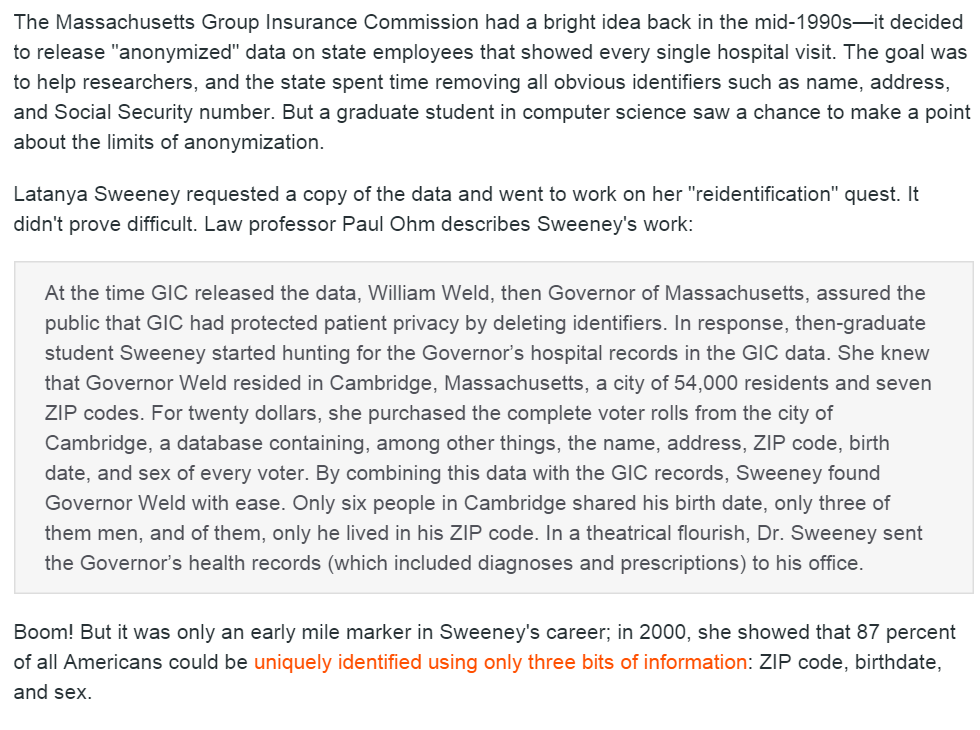 The Massachusetts Group Insurance Commission had a bright idea back in the mid-1990s—it decided
to release "anonymized" data on state employees that showed every single hospital visit. The goal was
to help researchers, and the state spent time removing all obvious identifiers such as name, address,
and Social Security number. But a graduate student in computer science saw a chance to make a point
about the limits of anonymization.
Latanya Sweeney requested a copy of the data and went to work on her "reidentification" quest. It
didn't prove difficult. Law professor Paul Ohm describes Sweeney's work:
At the time GIC released the data, William Weld, then Governor of Massachusetts, assured the
public that GIC had protected patient privacy by deleting identifiers. In response, then-graduate
student Sweeney started hunting for the Governor’s hospital records in the GIC data. She knew
that Governor Weld resided in Cambridge, Massachusetts, a city of 54,000 residents and seven
ZIP codes. For twenty dollars, she purchased the complete voter rolls from the city of
Cambridge, a database containing, among other things, the name, address, ZIP code, birth
date, and sex of every voter. By combining this data with the GIC records, Sweeney found
Governor Weld with ease. Only six people in Cambridge shared his birth date, only three of
them men, and of them, only he lived in his ZIP code. In a theatrical flourish, Dr. Sweeney sent
the Governor’s health records (which included diagnoses and prescriptions) to his office.
Boom! But it was only an early mile marker in Sweeney's career; in 2000, she showed that 87 percent
of all Americans could be uniquely identified using only three bits of information: ZIP code, birthdate,
and sex.